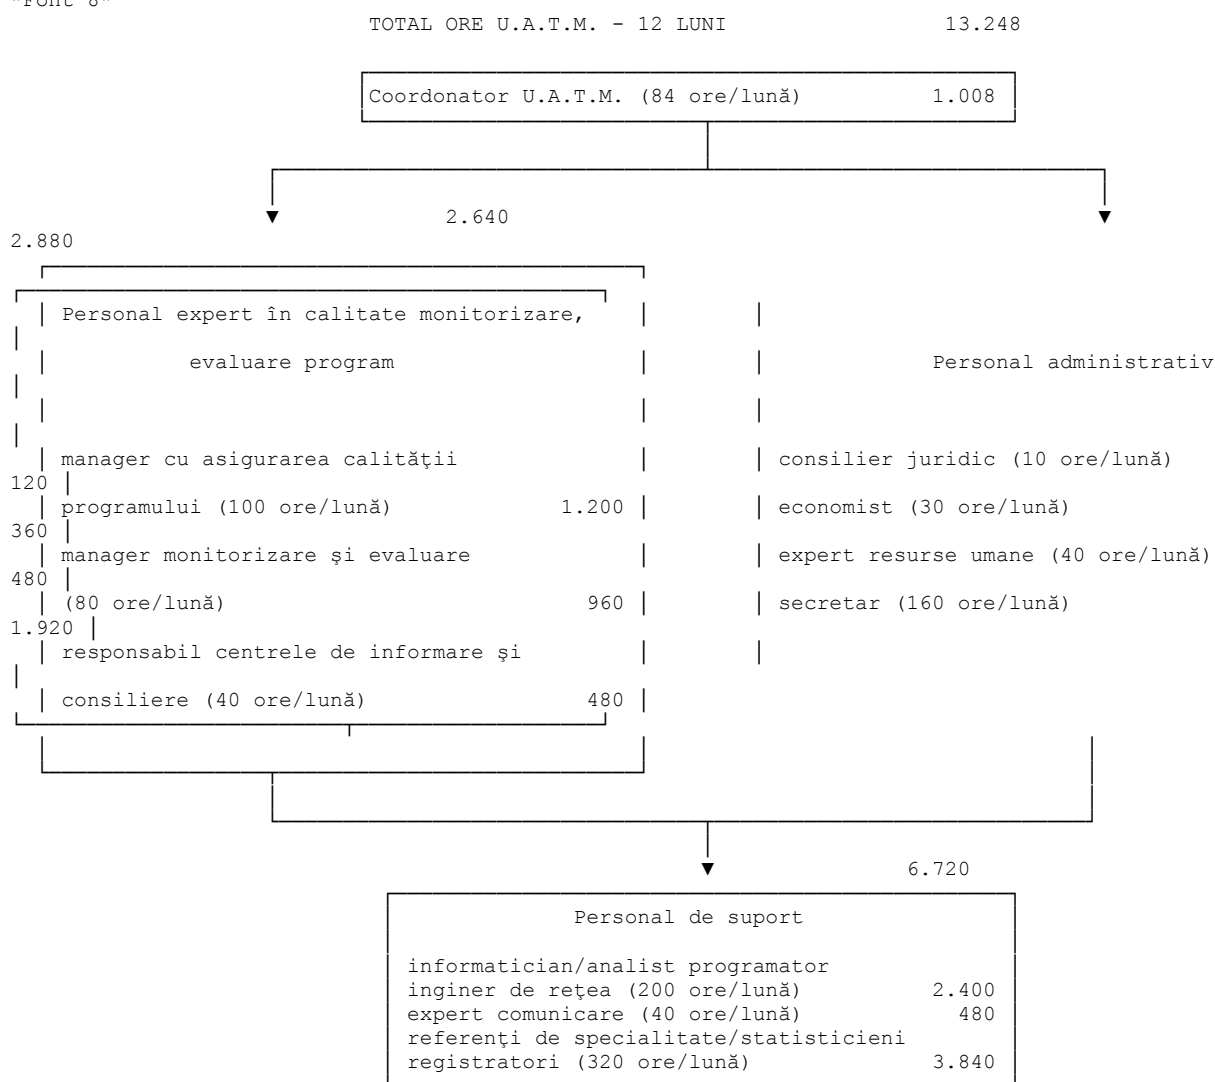 "Font 8"
TOTAL ORE U.A.T.M. - 12 LUNI 13.248
Coordonator U.A.T.M. (84 ore/lună) 1.008
2.640
2.880
Personal expert în calitate monitorizare,
evaluare program Personal administrativ
manager cu asigurarea calităţii consilier juridic (10 ore/lună)
120
programului (100 ore/lună) 1.200 economist (30 ore/lună)
360
manager monitorizare şi evaluare expert resurse umane (40 ore/lună)
480
(80 ore/lună) 960 secretar (160 ore/lună)
1.920
responsabil centrele de informare şi
consiliere (40 ore/lună) 480
6.720
Personal de suport
informatician/analist programator
inginer de reţea (200 ore/lună) 2.400
expert comunicare (40 ore/lună) 480
referenţi de specialitate/statisticieni
registratori (320 ore/lună) 3.840